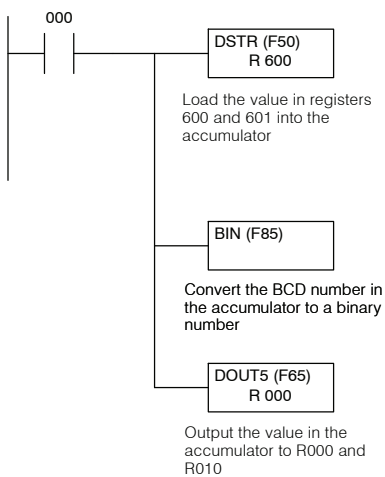 000
DSTR (F50)
R 600
Load the value in registers
600 and 601 into the
accumulator
BIN (F85)
Convert the BCD number in
the accumulator to a binary
number
DOUT5 (F65)
R 000
Output the value in the
accumulator to R000 and
R010